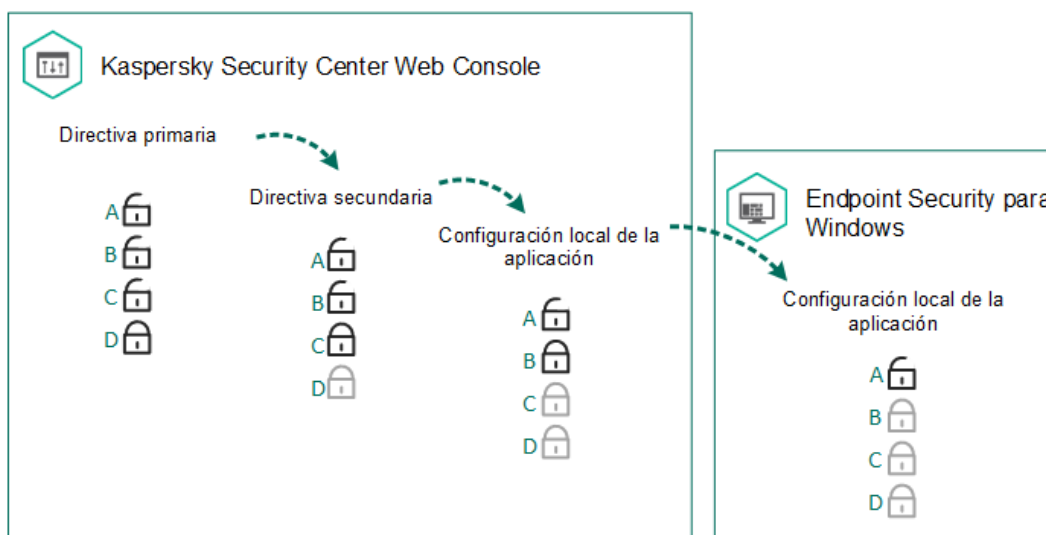 Kaspersky Security Center Web Console
Directiva primaria
A
B
C
D
Directiva secundaria
A
B
C
D
Configuración local de la
aplicación
A
B
C
D
Endpoint Security para
Windows
Configuración local de la
aplicación
A
B
C
D